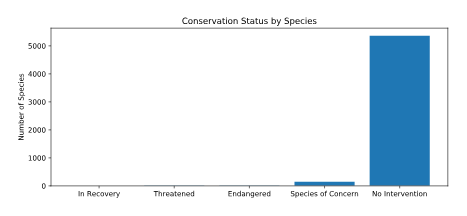 Conservation Status by Species
Number of Species
5000
4000
3000
2000
1000
0
In Recovery
Threatened
Endangered
Species of Concern
No Intervention